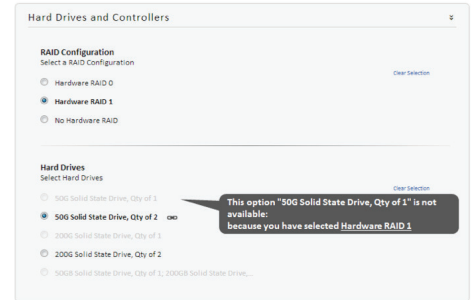 Hard Drives and Controllers
RAID Configuration
Select a RAID Configuration
Clear Selection
Hardware RAID 0
Hardware RAID 1
No Hardware RAID
Hard Drives
Select Hard Drives
Clear Selection
50G Solid State Drive, Qty of 1
This option "50G Solid State Drive, Qty of 1" is not
available:
because you have selected Hardware RAID 1
50G Solid State Drive, Qty of 2
200G Solid State Drive, Qty of 1
200G Solid State Drive, Qty of 2
50GB Solid State Drive, Qty of 1, 200GB Solid State Drive,...